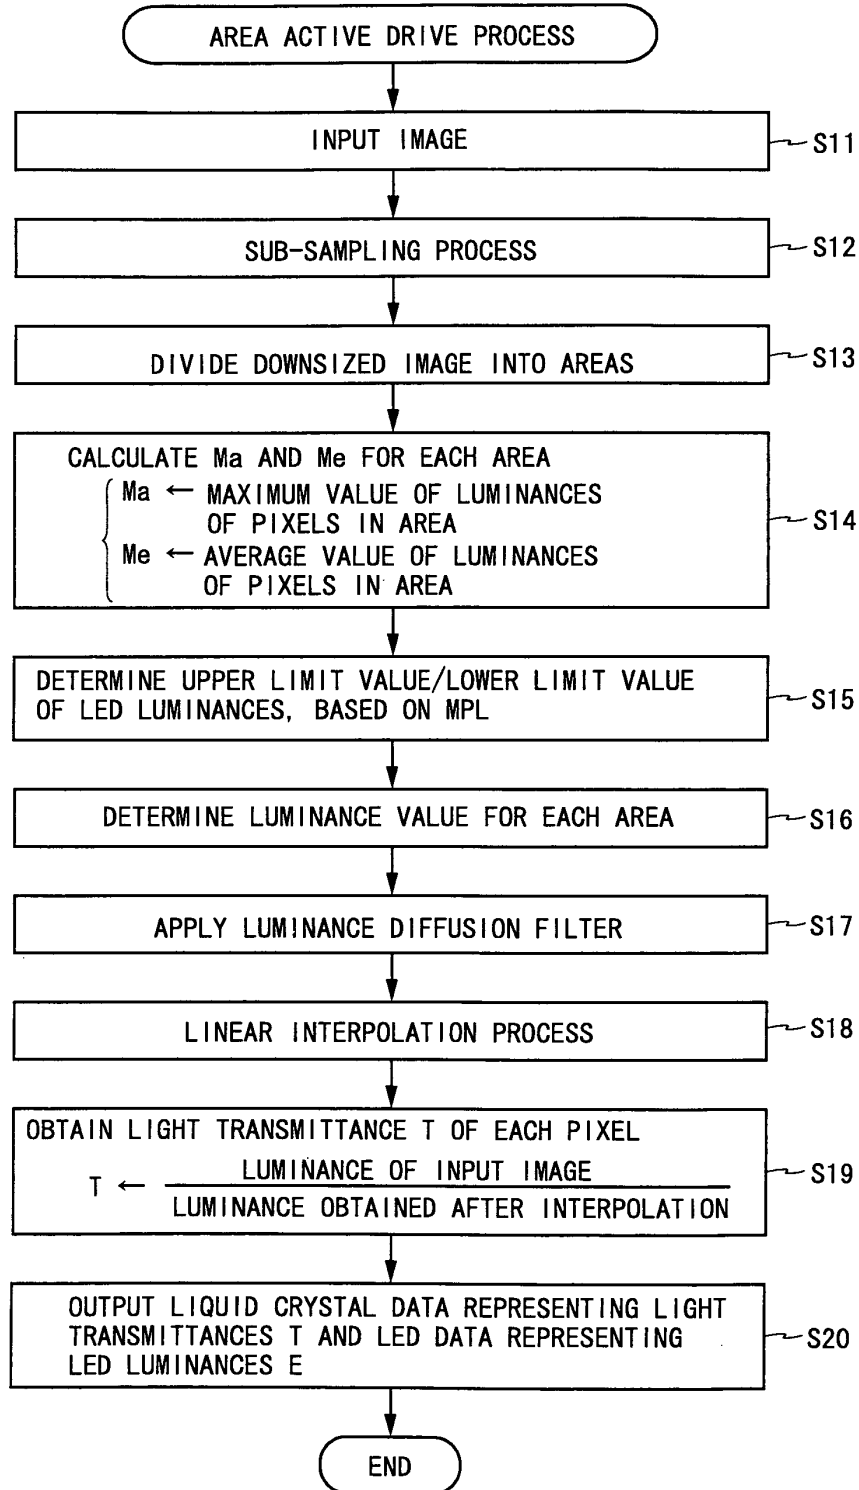 AREA ACTIVE DRIVE PROCESS
INPUT IMAGE
S11
SUB-SAMPLING PROCESS
S12
DIVIDE DOWNSIZED IMAGE INTO AREAS
S13
CALCULATE Ma AND Me FOR EACH AREA
Ma ← MAXIMUM VALUE OF LUMINANCES
OF PIXELS IN AREA
Me ← AVERAGE VALUE OF LUMINANCES
OF PIXELS IN AREA
S14
DETERMINE UPPER LIMIT VALUE/LOWER LIMIT VALUE
OF LED LUMINANCES, BASED ON MPL
S15
DETERMINE LUMINANCE VALUE FOR EACH AREA
S16
APPLY LUMINANCE DIFFUSION FILTER
S17
LINEAR INTERPOLATION PROCESS
S18
OBTAIN LIGHT TRANSMITTANCE T OF EACH PIXEL
LUMINANCE OF INPUT IMAGE
T ←
LUMINANCE OBTAINED AFTER INTERPOLATION
S19
OUTPUT LIQUID CRYSTAL DATA REPRESENTING LIGHT
TRANSMITTANCES T AND LED DATA REPRESENTING
LED LUMINANCES E
S20
END